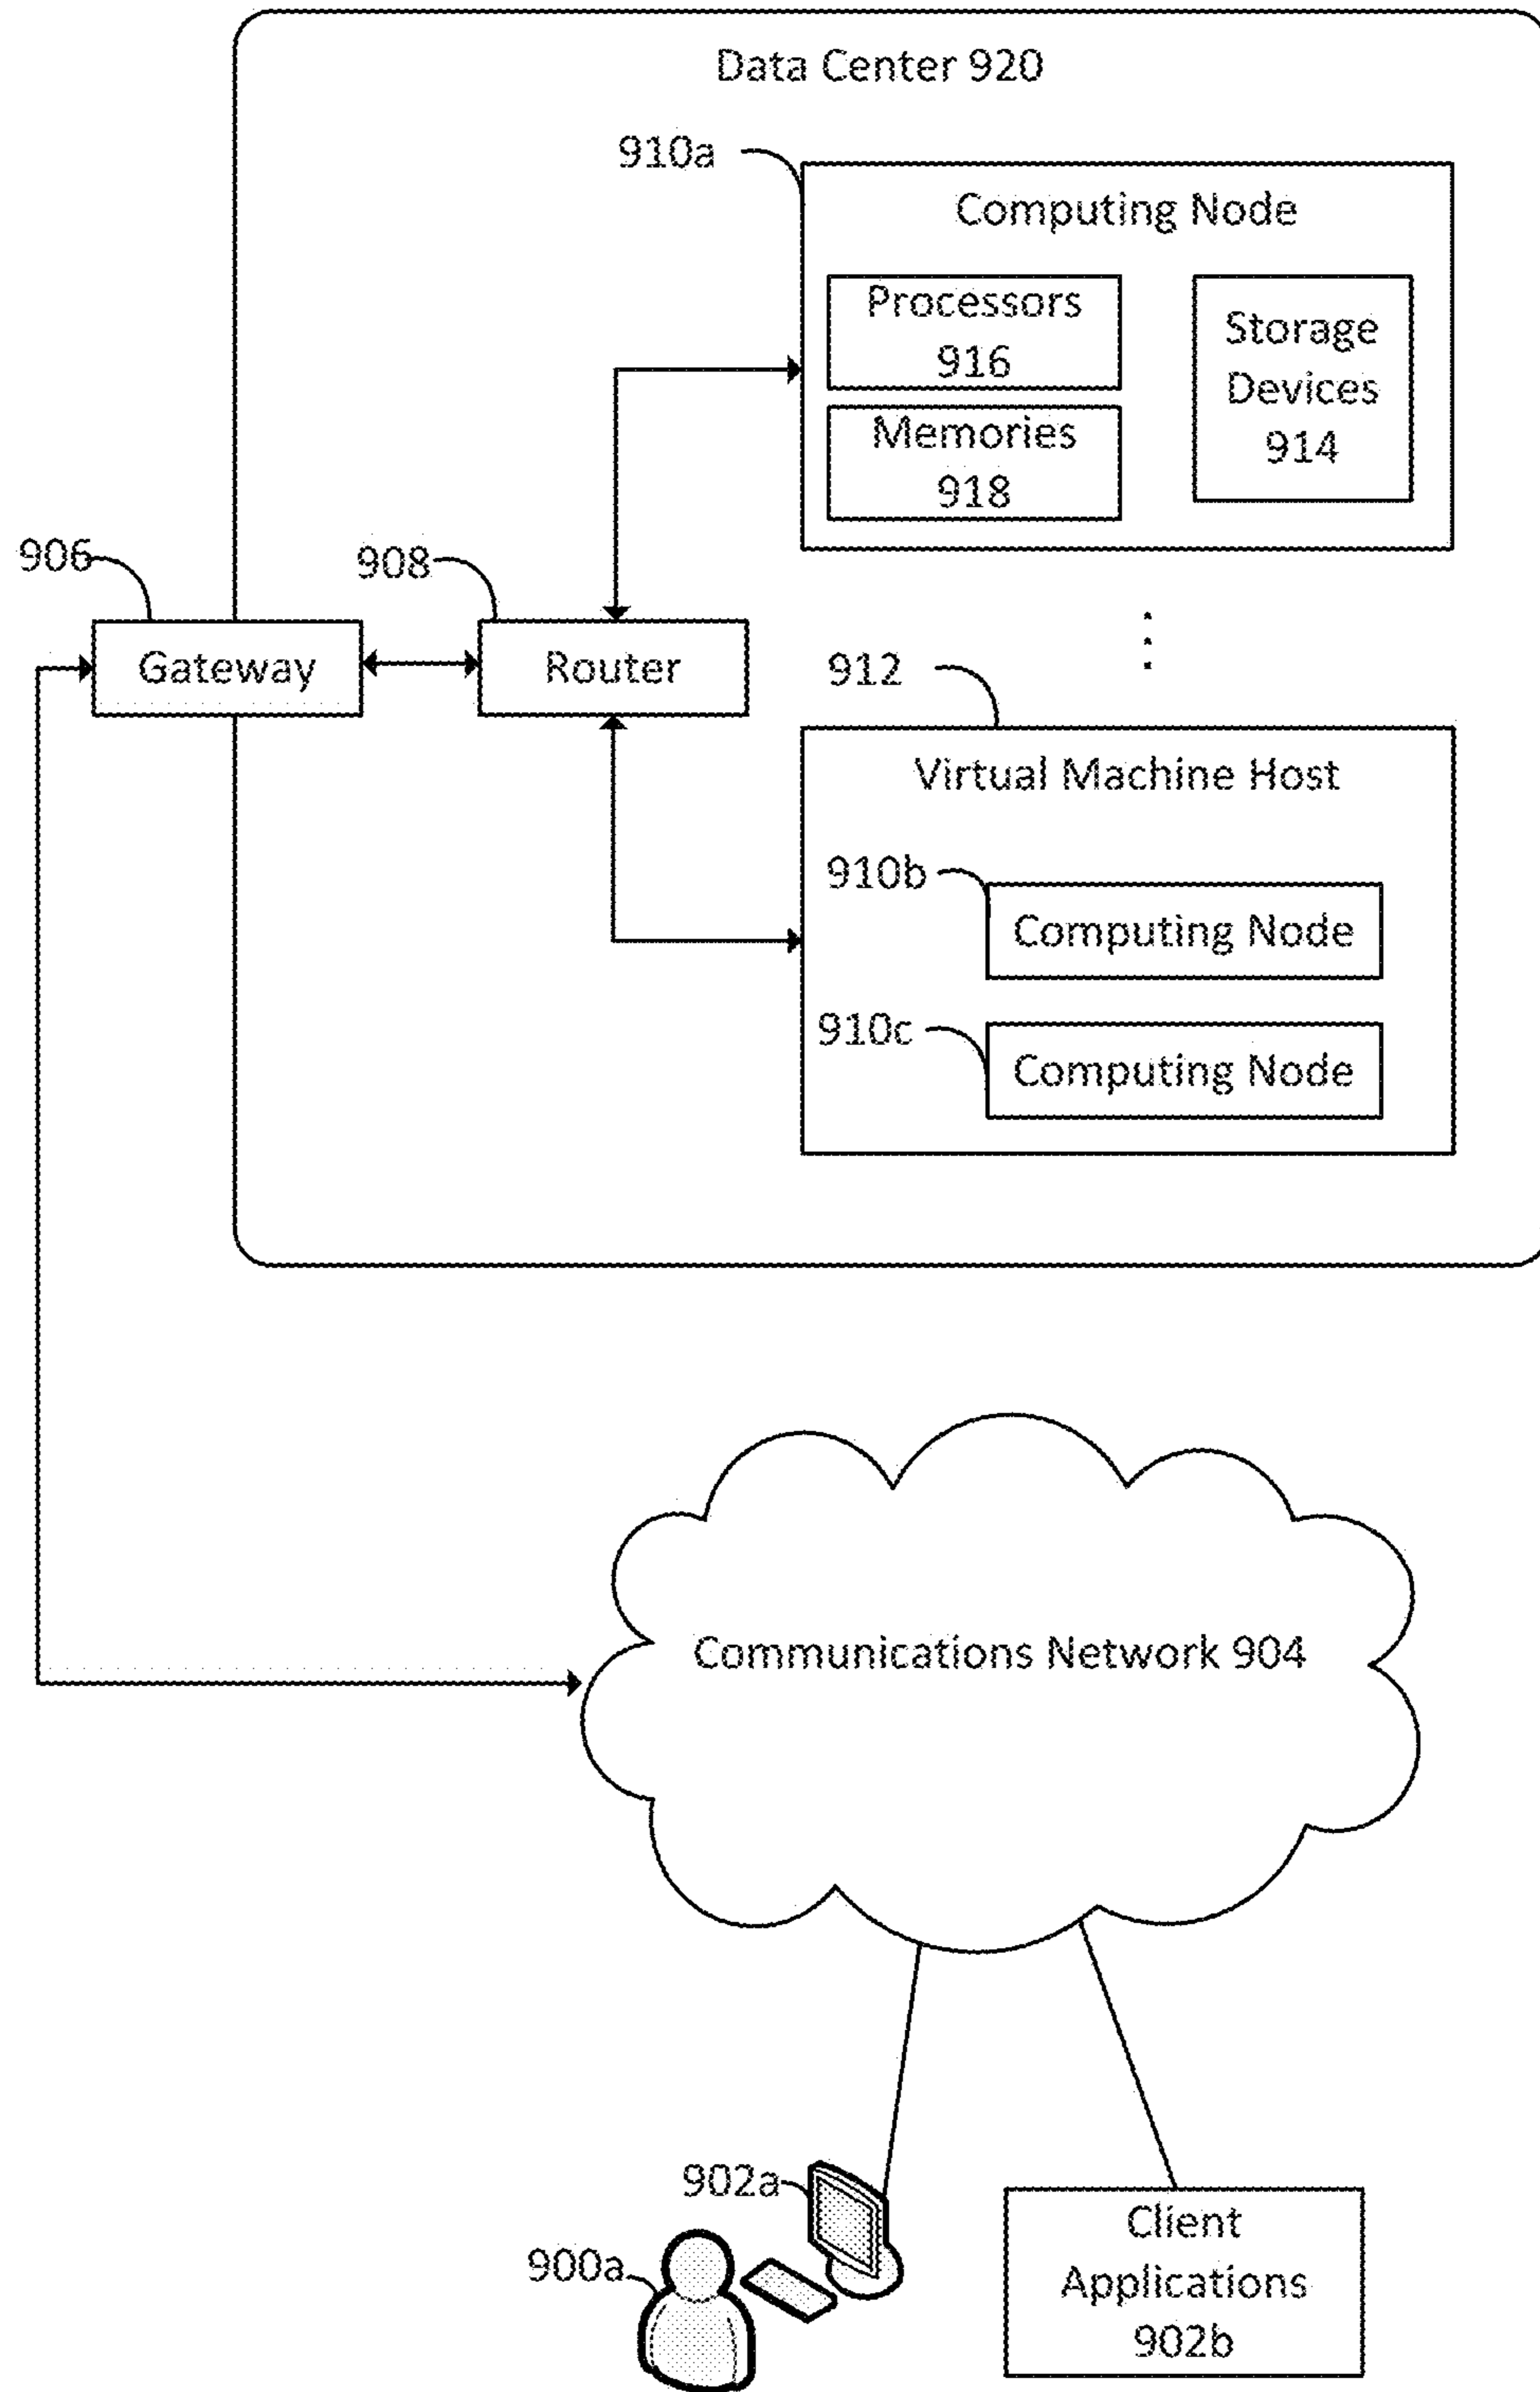 Data Center 920
910a
Computing Node
Processors
916
Storage
Devices
914
Memories
918
906
908
Gateway
Router
912
Virtual Machine Host
910b
Computing Node
910c
Computing Node
Communications Network 904
902a
900a
Client
Applications
902b